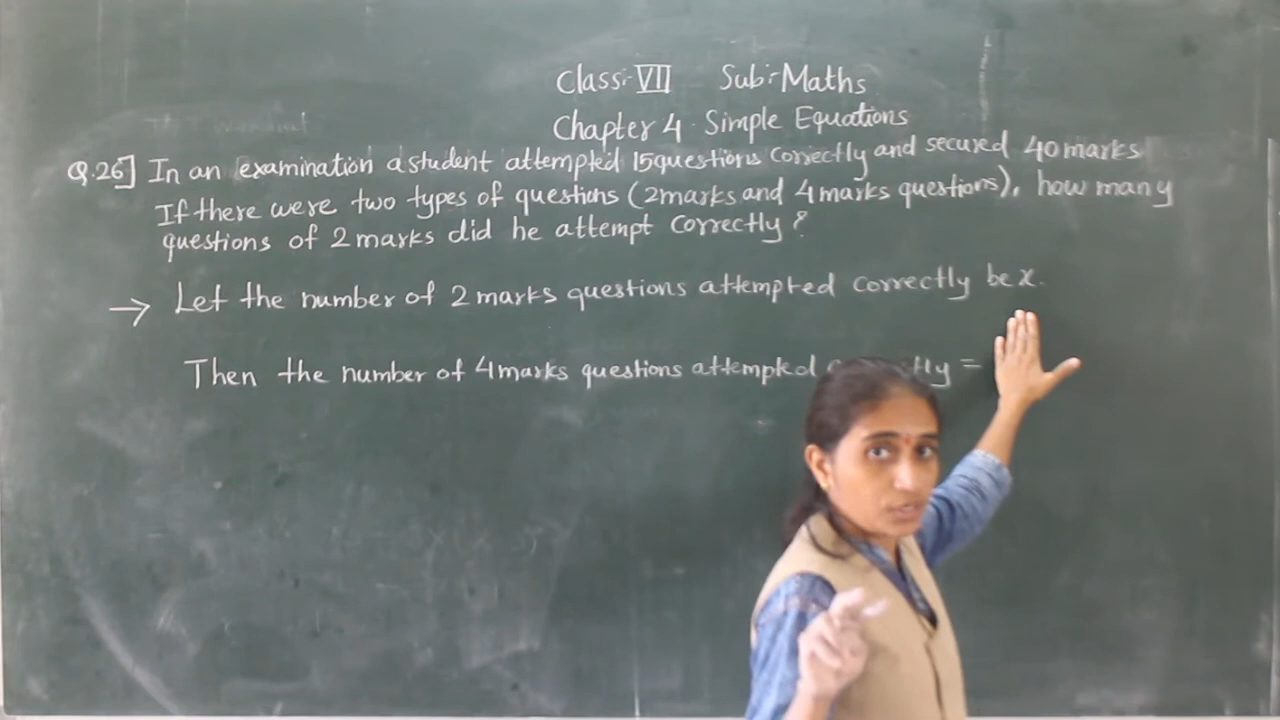 Class:- VII Sub:- Maths
Chapter 4. Simple Equations
Q.26] In an examination a student attempted 15 questions correctly and secured 40 marks
If there were two types of questions (2 marks and 4 marks questions), how many
questions of 2 marks did he attempt correctly?
→ Let the number of 2 marks questions attempted correctly be x.
Then the number of 4 marks questions attempted =